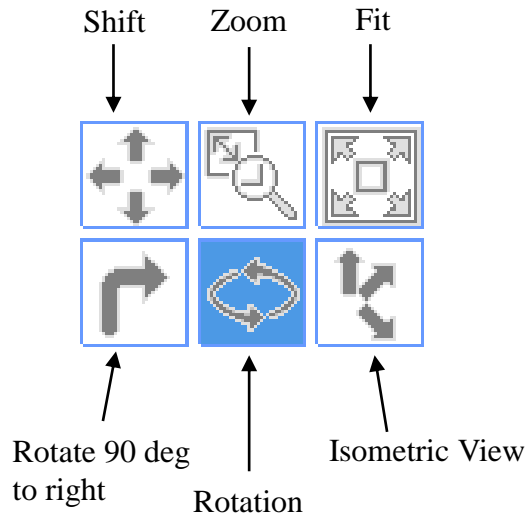 Shift
Zoom
Fit
Rotate 90 deg
to right
Rotation
Isometric View